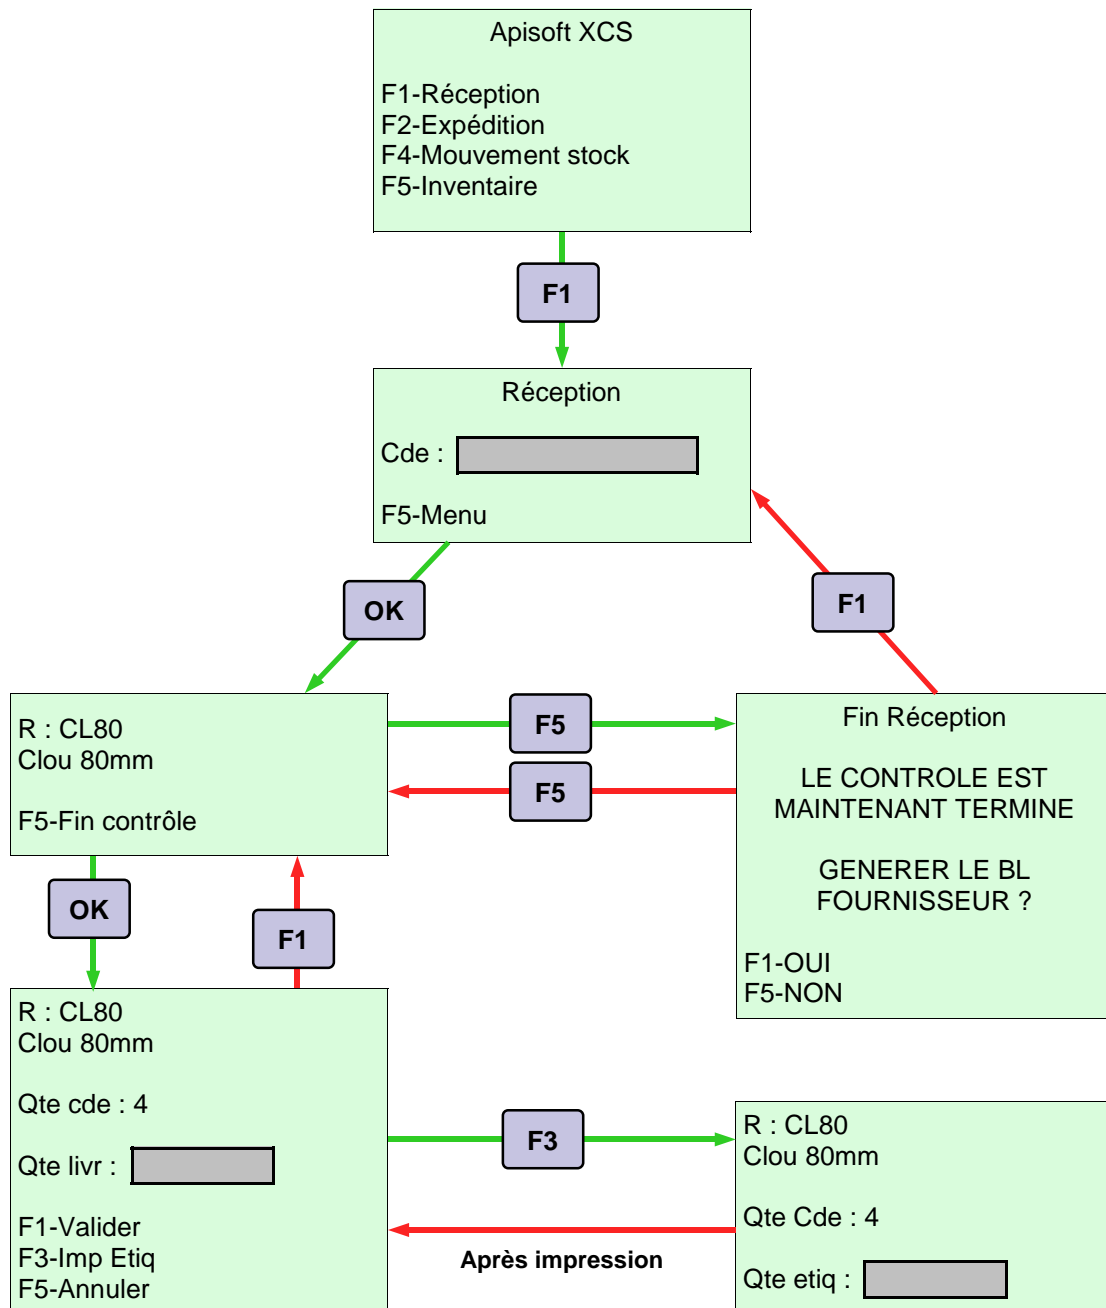 Apisoft XCS
F1-Réception
F2-Expédition
F4-Mouvement stock
F5-Inventaire
F1
Réception
Cde :
F5-Menu
OK
F1
R : CL80
Clou 80mm
F5-Fin contrôle
F5
F5
Fin Réception
LE CONTROLE EST
MAINTENANT TERMINE
GENERER LE BL
FOURNISSEUR ?
F1-OUI
F5-NON
OK
F1
R : CL80
Clou 80mm
Qte cde : 4
Qte livr :
F1-Valider
F3-Imp Etiq
F5-Annuler
F3
Après impression
R : CL80
Clou 80mm
Qte Cde : 4
Qte etiq :